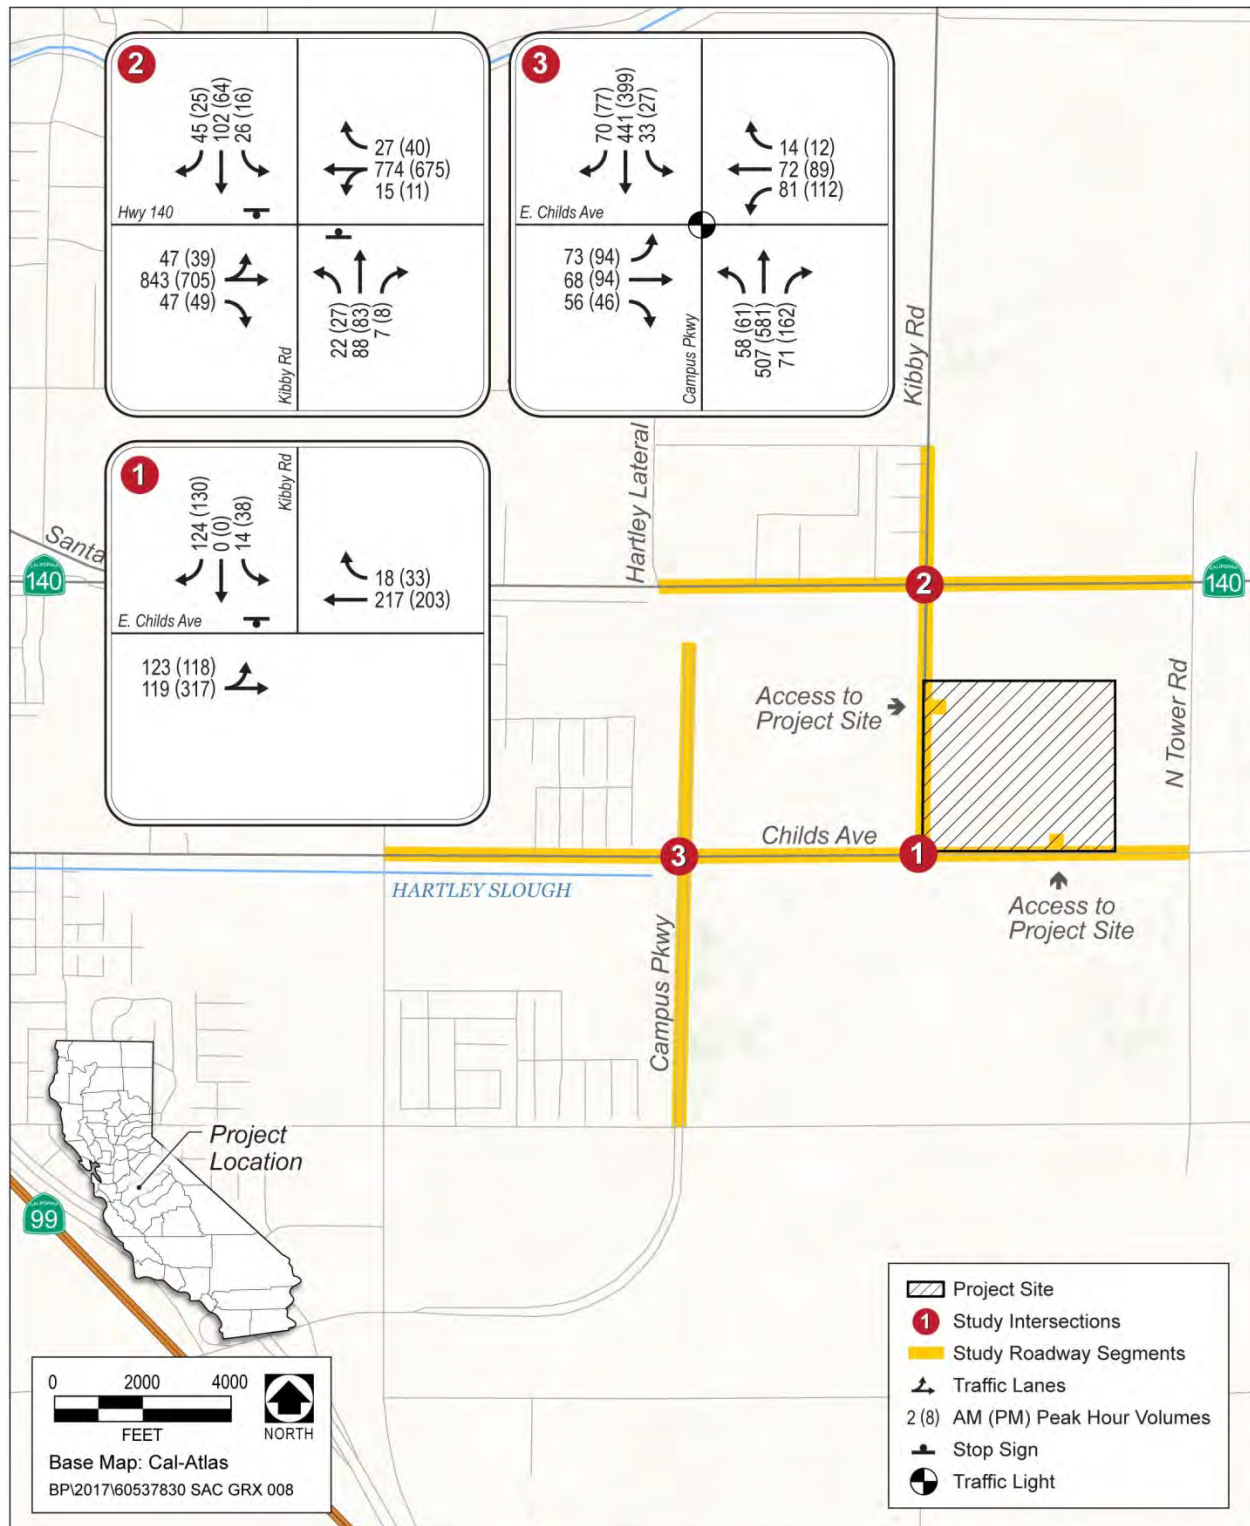 2
45 (25)
102 (64)
26 (16)
27 (40)
774 (675)
15 (11)
Hwy 140
47 (39)
843 (705)
47 (49)
22 (27)
88 (83)
7 (8)
Kibby Rd
3
70 (77)
441 (399)
33 (27)
14 (12)
72 (89)
81 (112)
E. Childs Ave
73 (94)
68 (94)
56 (46)
58 (61)
507 (581)
71 (162)
Campus Pkwy
Kibby Rd
1
124 (130)
0 (0)
14 (38)
Kibby Rd
18 (33)
217 (203)
E. Childs Ave
123 (118)
119 (317)
Hartley Lateral
Santa
CALIFORNIA
140
2
CALIFORNIA
140
Access to
Project Site
N Tower Rd
Childs Ave
3
1
HARTLEY SLOUGH
Access to
Project Site
Campus Pkwy
Project
Location
CALIFORNIA
99
0 2000 4000
FEET
NORTH
Base Map: Cal-Atlas
BP\2017\60537830 SAC GRX 008
Project Site
1 Study Intersections
Study Roadway Segments
Traffic Lanes
2 (8) AM (PM) Peak Hour Volumes
Stop Sign
Traffic Light